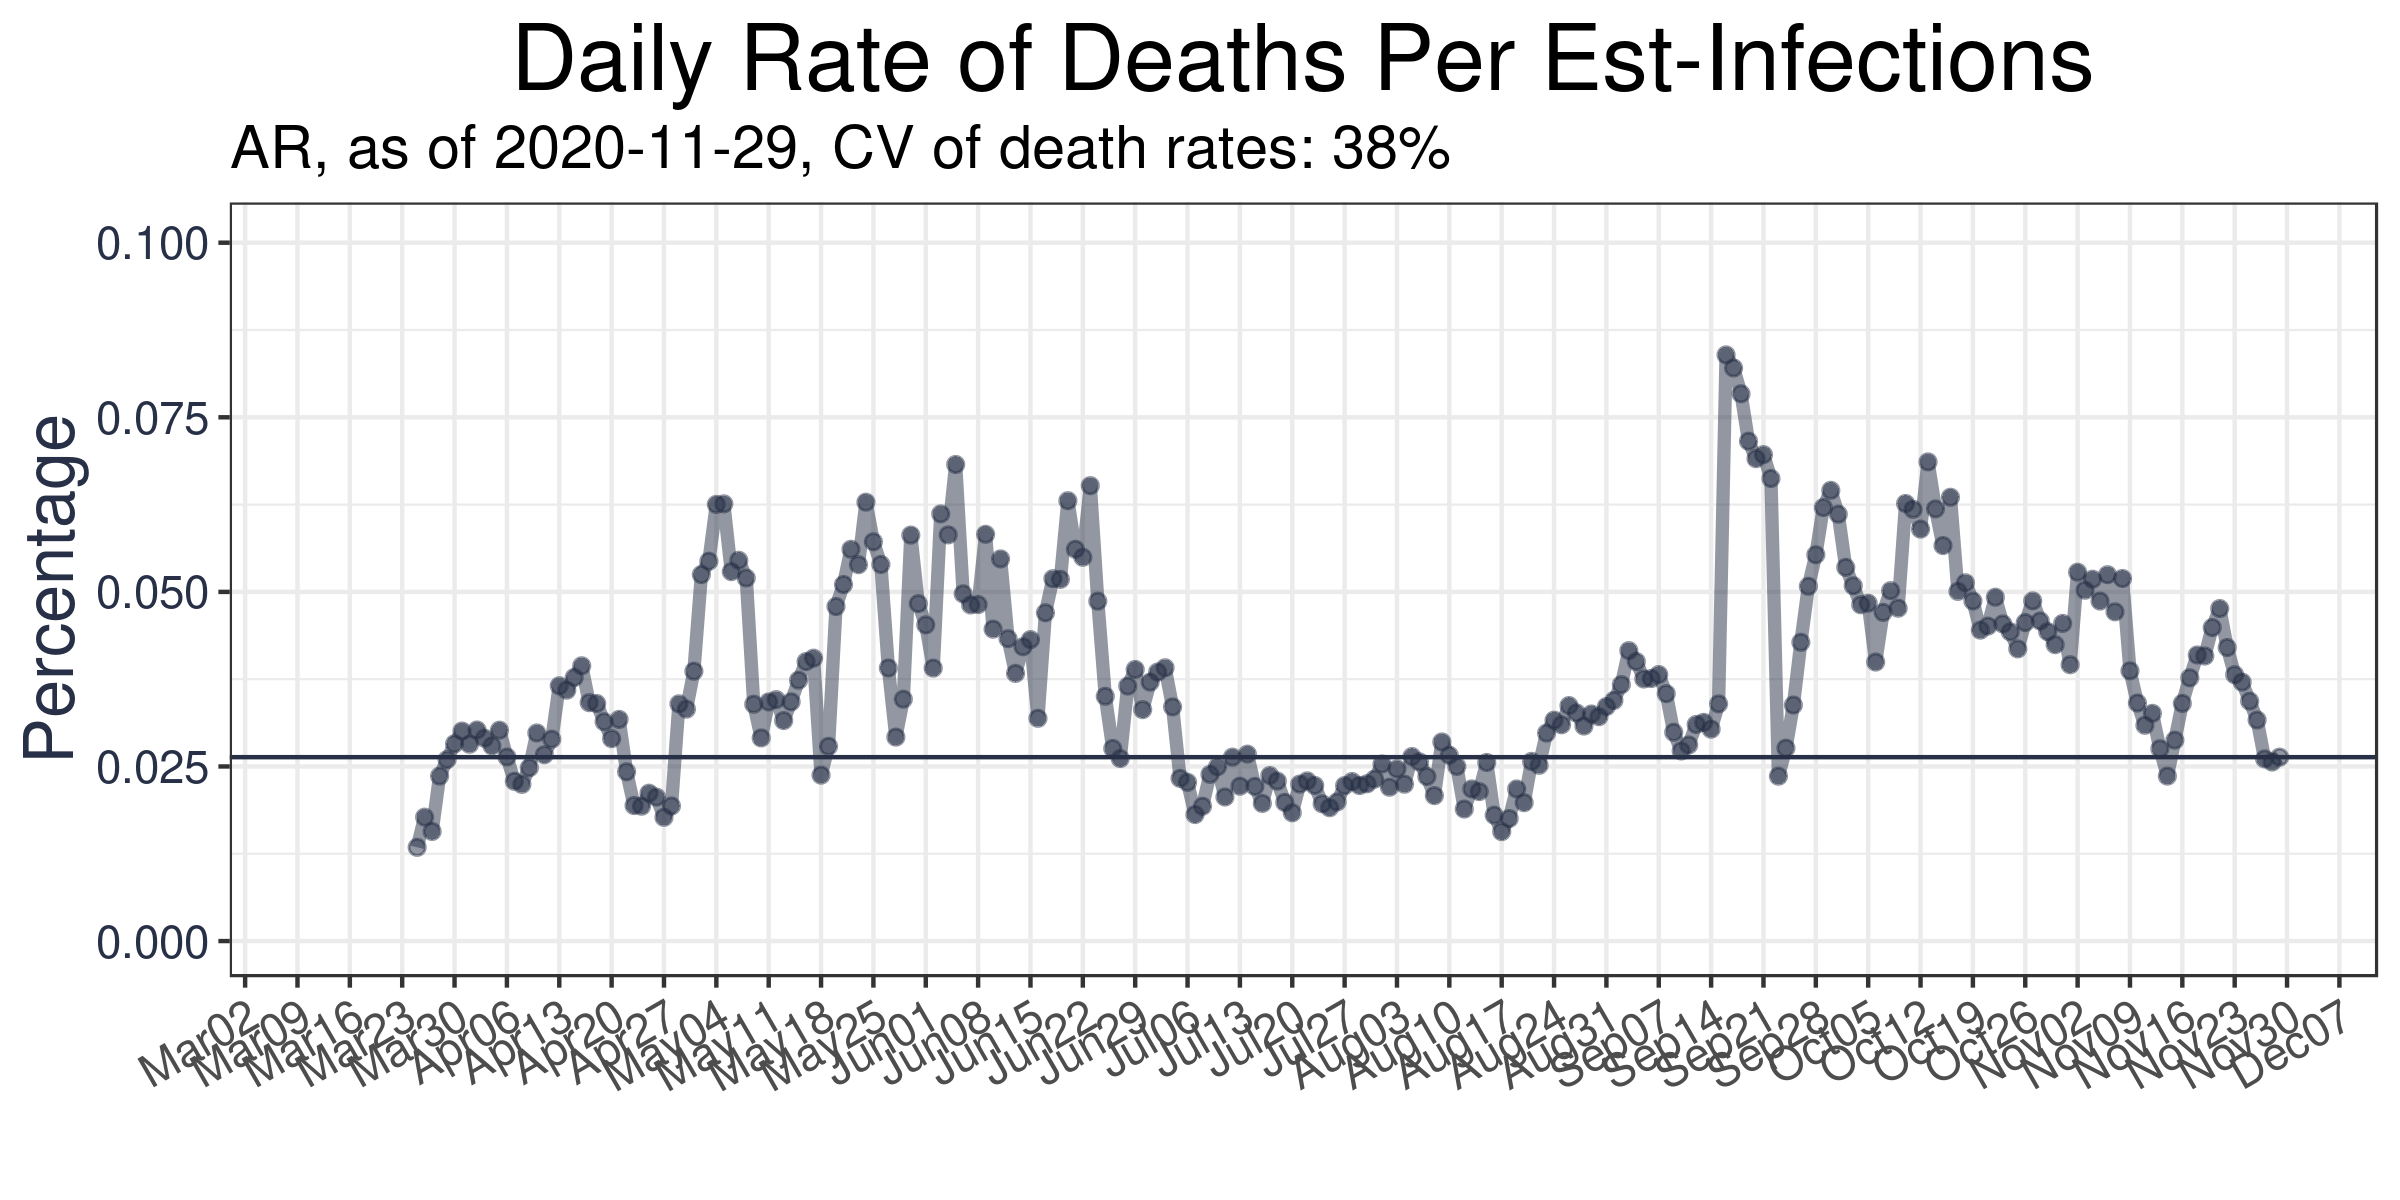 Daily Rate of Deaths Per Est-Infections
AR, as of 2020-11-29, CV of death rates: 38%
Percentage
0.100
0.075
0.050
0.025
0.000
Mar02
Mar09
Mar16
Mar23
Mar30
Apr06
Apr13
Apr20
Apr27
May04
May11
May18
May25
Jun01
Jun08
Jun15
Jun22
Jun29
Jul06
Jul13
Jul20
Jul27
Aug03
Aug10
Aug17
Aug24
Aug31
Sep07
Sep14
Sep21
Sep28
Oct05
Oct12
Oct19
Oct26
Nov02
Nov09
Nov16
Nov23
Nov30
Dec07